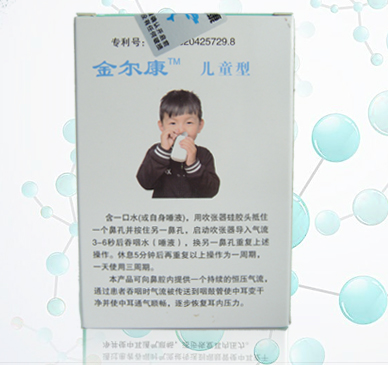 专利号:
20425729.8
金尔康™ 儿童型
含一口水(或自身唾液),用吹张器硅胶头抵住
一个鼻孔并按住另一鼻孔,启动吹张器导入气流
3-6秒后吞咽水(唾液),换另一鼻孔重复上述
操作。休息5分钟后再重复以上操作为一周期,
一天使用三周期。
本产品可向鼻腔内提供一个持续的恒压气流,
通过患者吞咽时气流被传送到咽鼓管使中耳变干
净并使中耳通气顺畅,逐步恢复耳内压力。